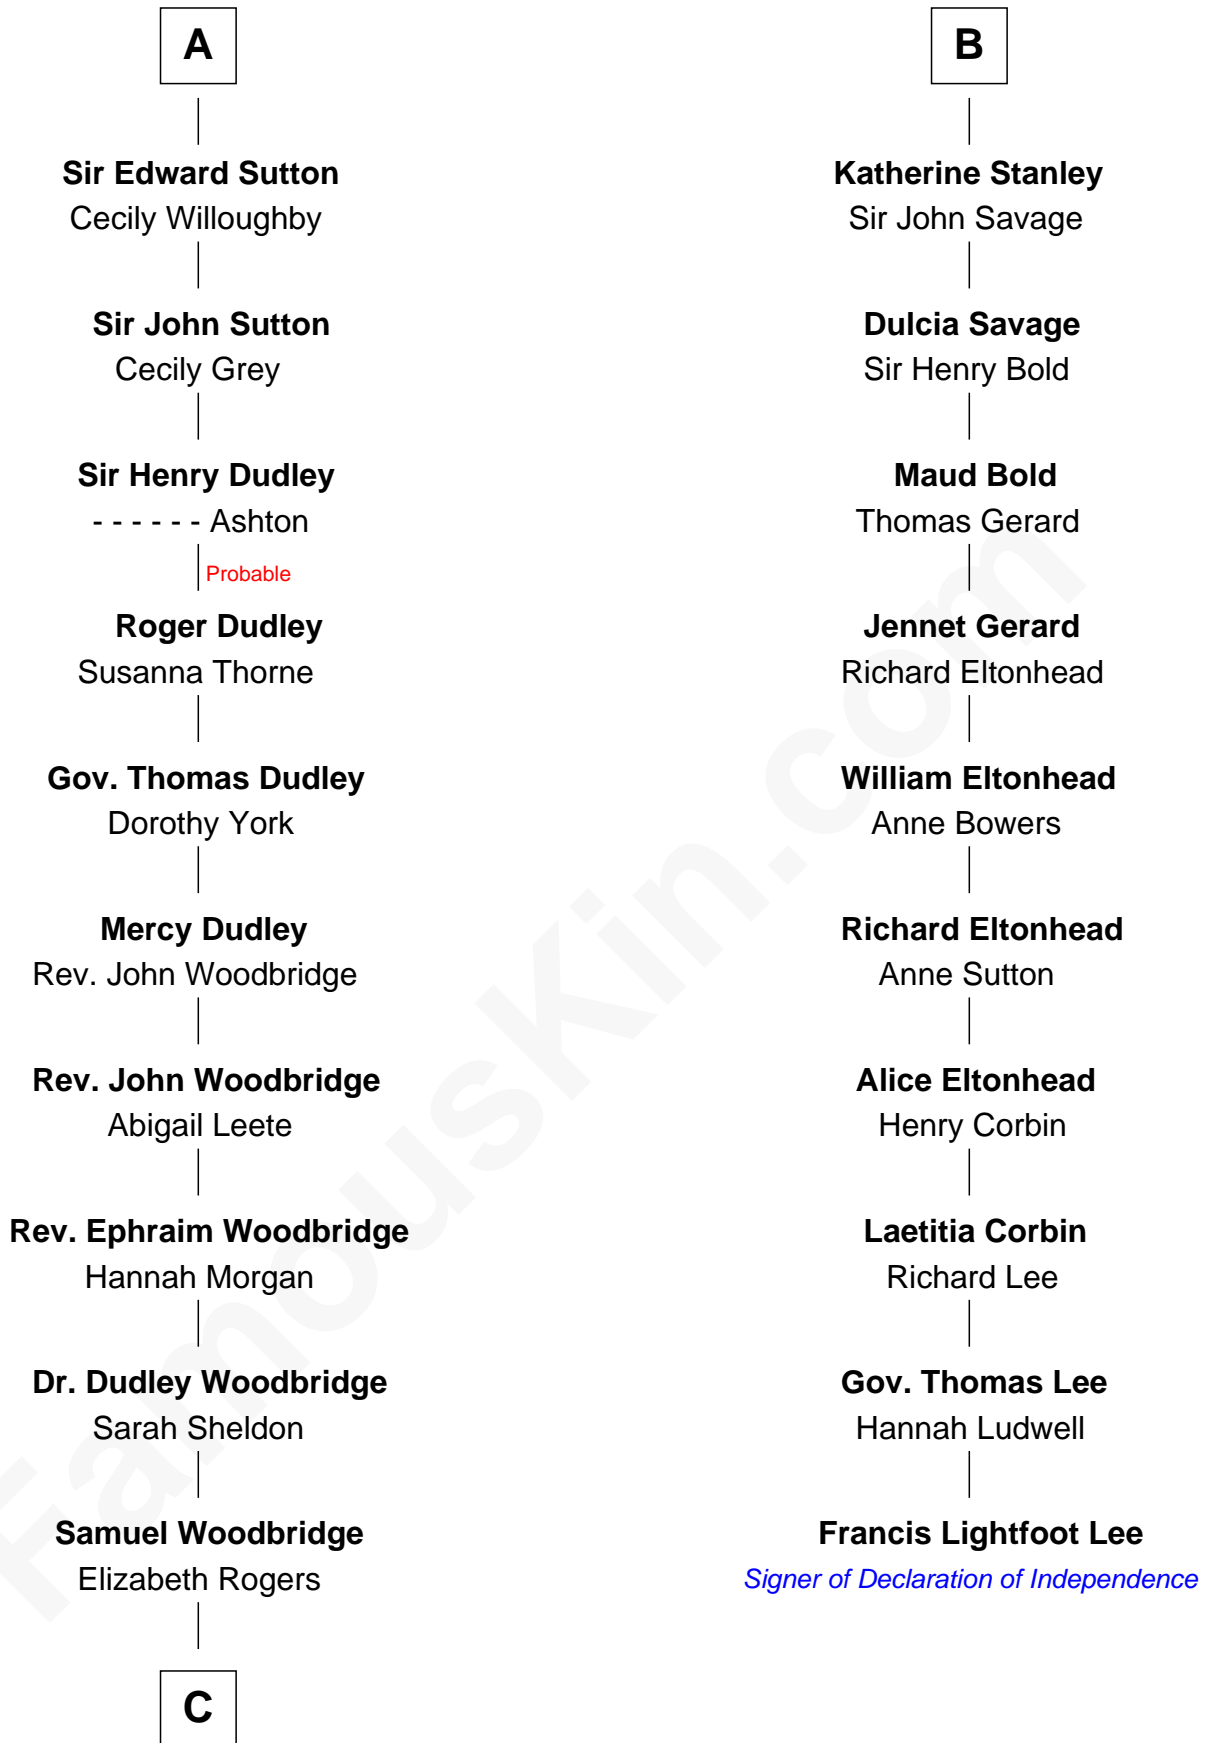 A
Sir Edward Sutton
Cecily Willoughby
Sir John Sutton
Cecily Grey
Sir Henry Dudley
- - - - - - Ashton
Probable
Roger Dudley
Susanna Thorne
Gov. Thomas Dudley
Dorothy York
Mercy Dudley
Rev. John Woodbridge
Rev. John Woodbridge
Abigail Leete
Rev. Ephraim Woodbridge
Hannah Morgan
Dr. Dudley Woodbridge
Sarah Sheldon
Samuel Woodbridge
Elizabeth Rogers
C
B
Katherine Stanley
Sir John Savage
Dulcia Savage
Sir Henry Bold
Maud Bold
Thomas Gerard
Jennet Gerard
Richard Eltonhead
William Eltonhead
Anne Bowers
Richard Eltonhead
Anne Sutton
Alice Eltonhead
Henry Corbin
Laetitia Corbin
Richard Lee
Gov. Thomas Lee
Hannah Ludwell
Francis Lightfoot Lee
Signer of Declaration of Independence
FamousKin.com